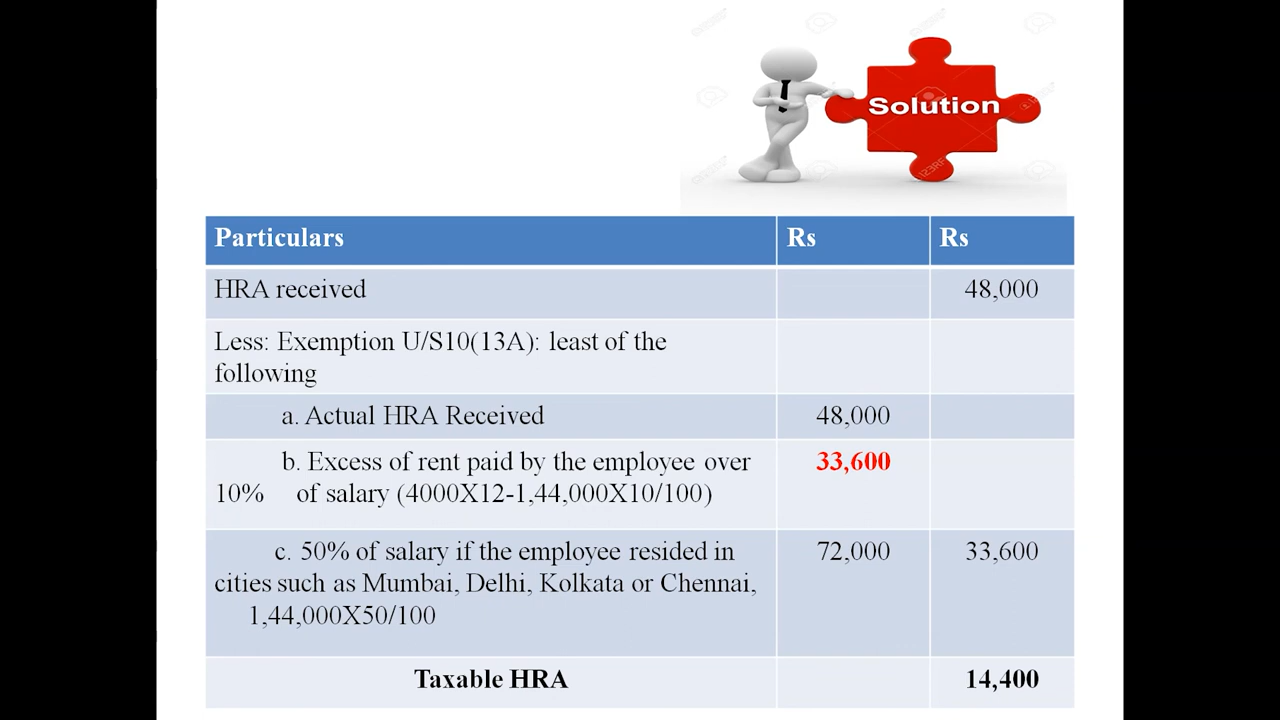 Solution
123RF
Particulars Rs Rs
HRA received 48,000
Less: Exemption U/S10(13A): least of the
following
a. Actual HRA Received 48,000
b. Excess of rent paid by the employee over 33,600
10% of salary (4000X12-1,44,000X10/100)
c. 50% of salary if the employee resided in 72,000 33,600
cities such as Mumbai, Delhi, Kolkata or Chennai,
1,44,000X50/100
Taxable HRA 14,400